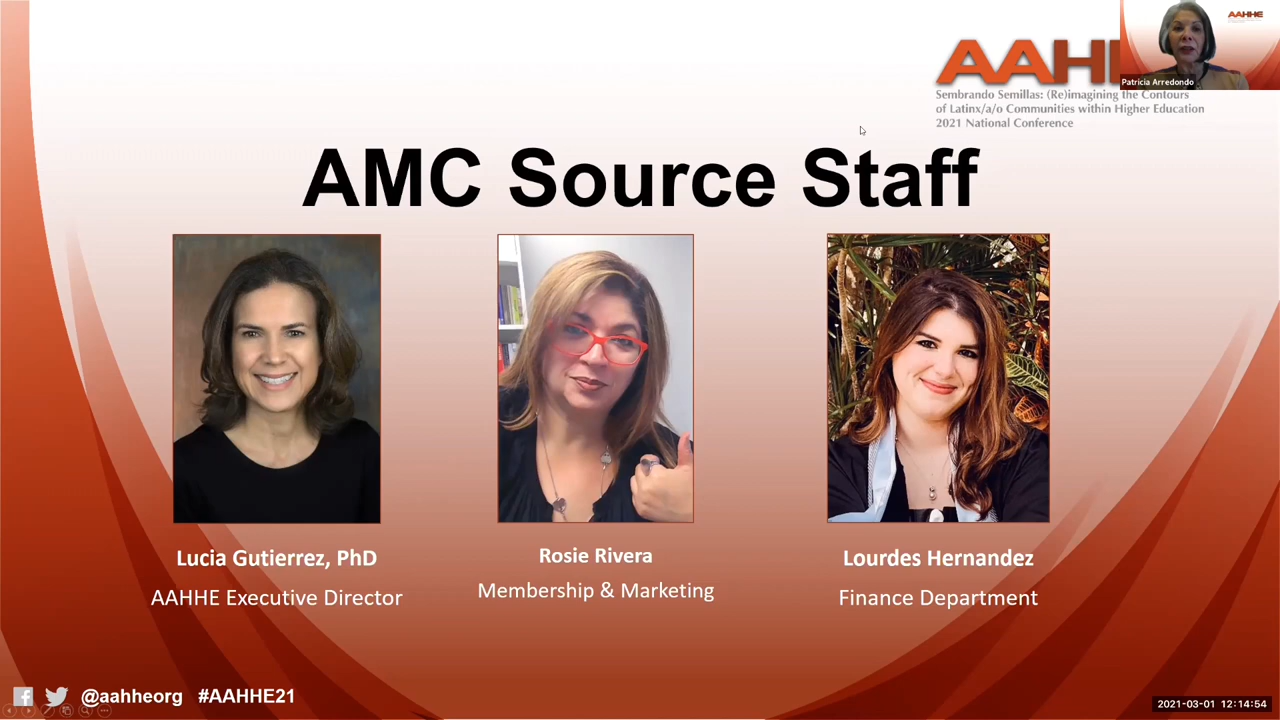 AAHHE
AAH
Patricia Arredondo
Sembrando Semillas: (Re)imagining the Contours
of Latinx/a/o Communities within Higher Education
2021 National Conference
AMC Source Staff
Lucia Gutierrez, PhD
AAHHE Executive Director
Rosie Rivera
Membership & Marketing
Lourdes Hernandez
Finance Department
@aahheorg #AAHHE21
2021-03-01 12:14:54